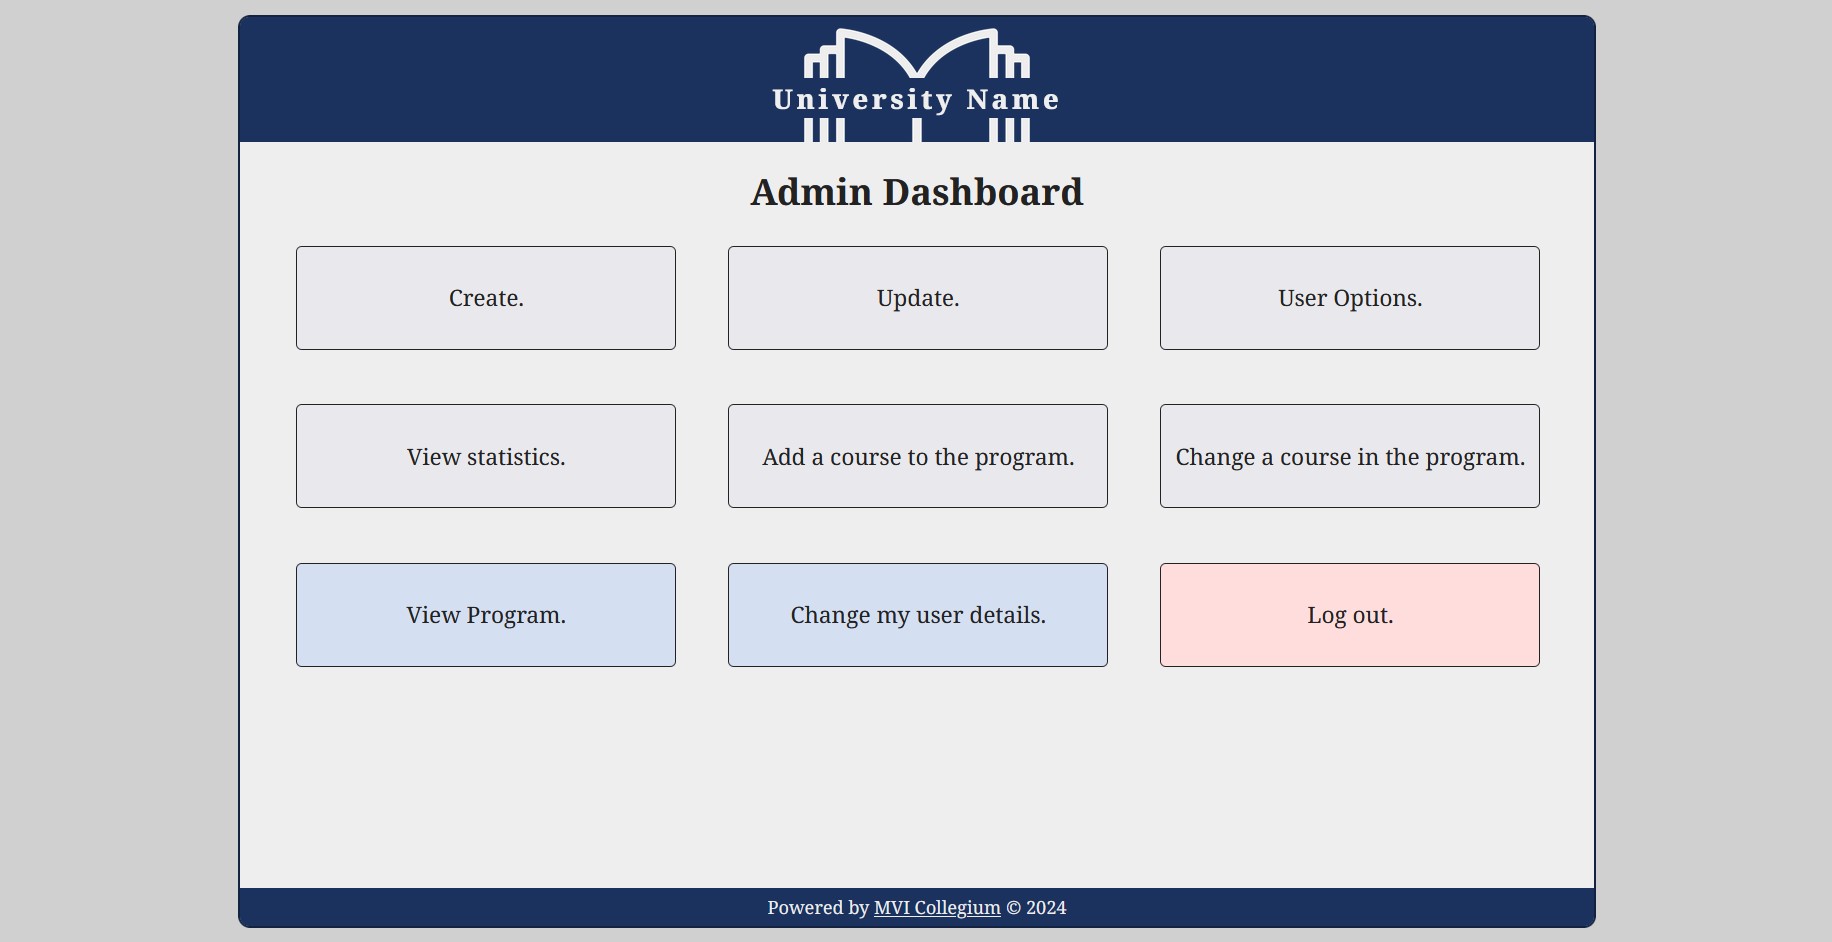 University Name
Admin Dashboard
Create.
Update.
User Options.
View statistics.
Add a course to the program.
Change a course in the program.
View Program.
Change my user details.
Log out.
Powered by MVI Collegium © 2024